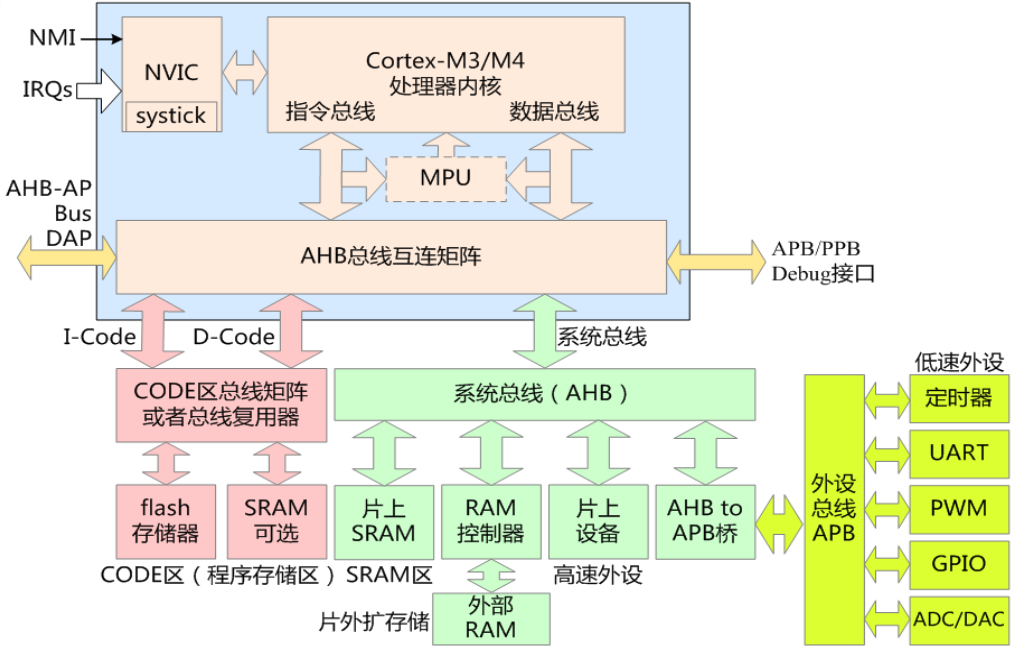 NMI
IRQs
NVIC
systick
Cortex-M3/M4
处理器内核
指令总线
数据总线
MPU
AHB-AP
Bus
DAP
AHB总线互连矩阵
APB/PPB
Debug接口
I-Code
D-Code
系统总线
CODE区总线矩阵
或者总线复用器
系统总线（AHB）
低速外设
定时器
UART
PWM
GPIO
ADC/DAC
外设
总线
APB
flash
存储器
SRAM
可选
片上
SRAM
RAM
控制器
片上
设备
AHB to
APB桥
CODE区（程序存储区）
SRAM区
高速外设
片外扩存储
外部
RAM